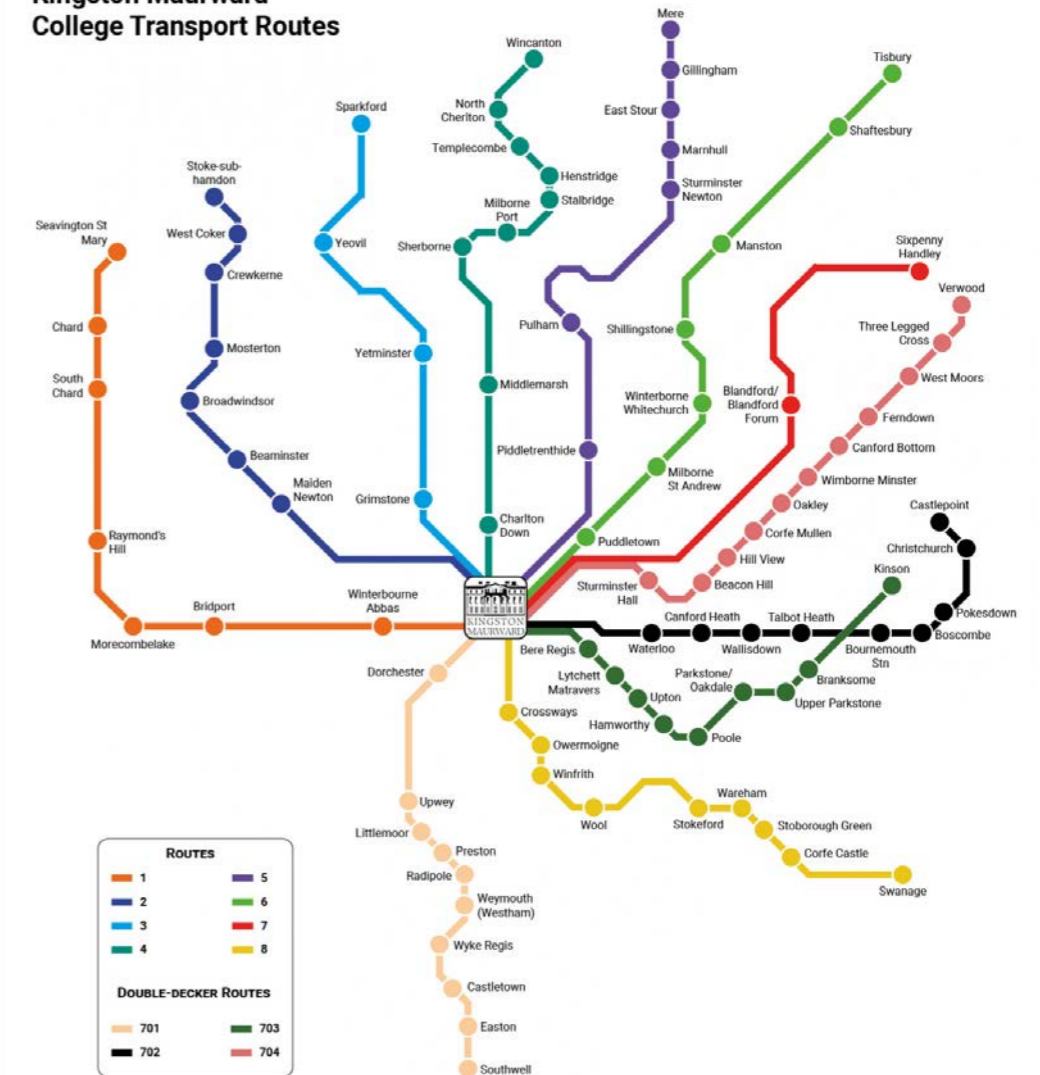 Kingston Maurward
College Transport Routes
Mere
Wincanton
Gillingham
Tisbury
North
Cherlton
East Stour
Sparkford
Shaftesbury
Templecombe
Marnhull
Henstridge
Stoke-sub-
hamdon
Sturminster
Newton
Stalbridge
Milborne
Port
Seavington St
Mary
West Coker
Yeovil
Sherborne
Manston
Sixpenny
Handley
Crewkerne
Verwood
Chard
Pulham
Shillingstone
Three Legged
Cross
Mosterton
Yetminster
South
Chard
Middlemarsh
West Moors
Broadwindsor
Winterborne
Whitechurch
Blandford/
Blandford
Forum
Ferndown
Piddletrenthide
Canford Bottom
Beaminster
Milborne
St Andrew
Wimborne Minster
Maiden
Newton
Grimstone
Oakley
Castlepoint
Charlton
Down
Corfe Mullen
Raymond's
Hill
Puddletown
Christchurch
Hill View
Kinson
Sturminster
Hall
Beacon Hill
Winterbourne
Abbas
Bridport
KINGSTON
MAURWARD
Canford Heath
Talbot Heath
Pokesdown
Morecombelake
Bere Regis
Waterloo
Wallisdown
Bournemouth
Stn
Boscombe
Dorchester
Lytchett
Matravers
Parkstone/
Oakdale
Branksome
Upton
Upper Parkstone
Crossways
Hamworthy
Poole
Owermoigne
Winfrith
Wareham
Upwey
Wool
Stokeford
Stoborough Green
Littlemoor
Preston
Corfe Castle
Radipole
Swanage
Weymouth
(Westham)
Wyke Regis
Castletown
Easton
Southwell
ROUTES
1 5
2 6
3 7
4 8
DOUBLE-DECKER ROUTES
701 703
702 704